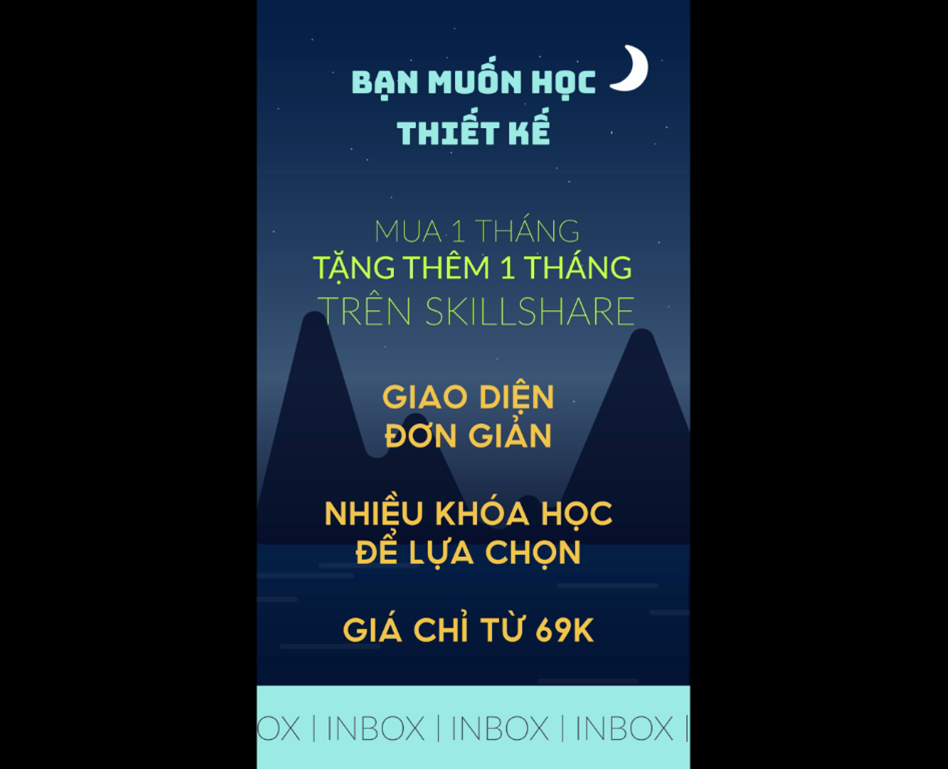 BẠN MUỐN HỌC
THIẾT KẾ
MUA 1 THÁNG
TẶNG THÊM 1 THÁNG
TRÊN SKILLSHARE
GIAO DIỆN
ĐƠN GIẢN
NHIỀU KHÓA HỌC
ĐỂ LỰA CHỌN
GIÁ CHỈ TỪ 69K
OX | INBOX | INBOX | INBOX |